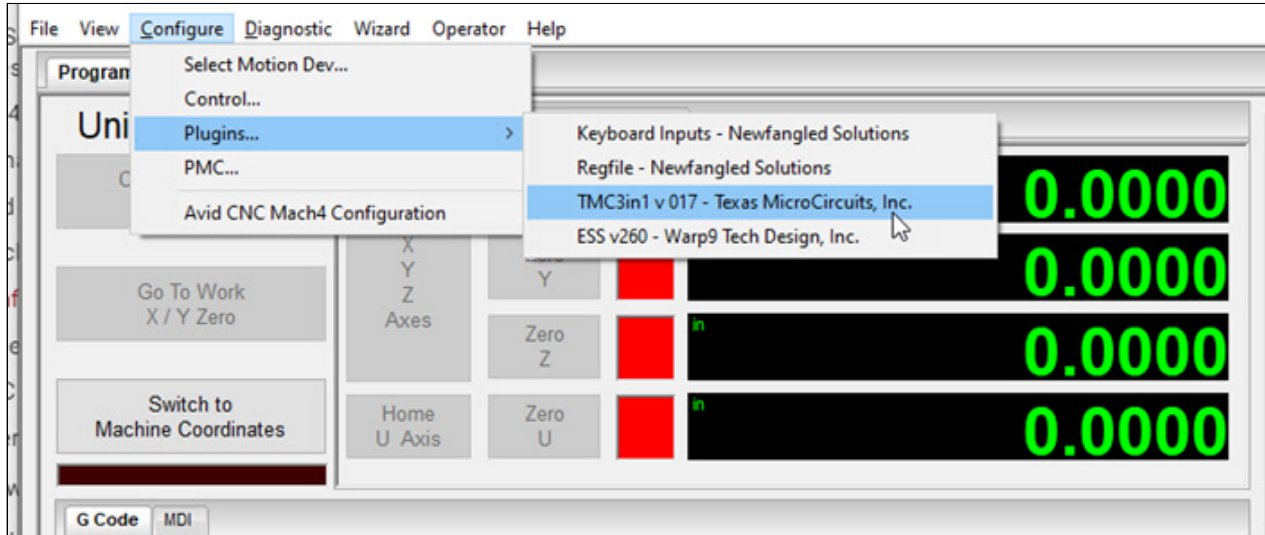 File View Configure Diagnostic Wizard Operator Help
Select Motion Dev...
Control...
Plugins... >
PMC...
Avid CNC Mach4 Configuration
Keyboard Inputs - Newfangled Solutions
Regfile - Newfangled Solutions
TMC3in1 v 017 - Texas MicroCircuits, Inc.
ESS v260 - Warp9 Tech Design, Inc.
Program
Uni
Go To Work
X / Y Zero
Switch to
Machine Coordinates
X
Y
Z
Axes
Home
U Axis
Y
Zero
Z
Zero
U
0.0000
0.0000
in
0.0000
in
0.0000
G Code MDI